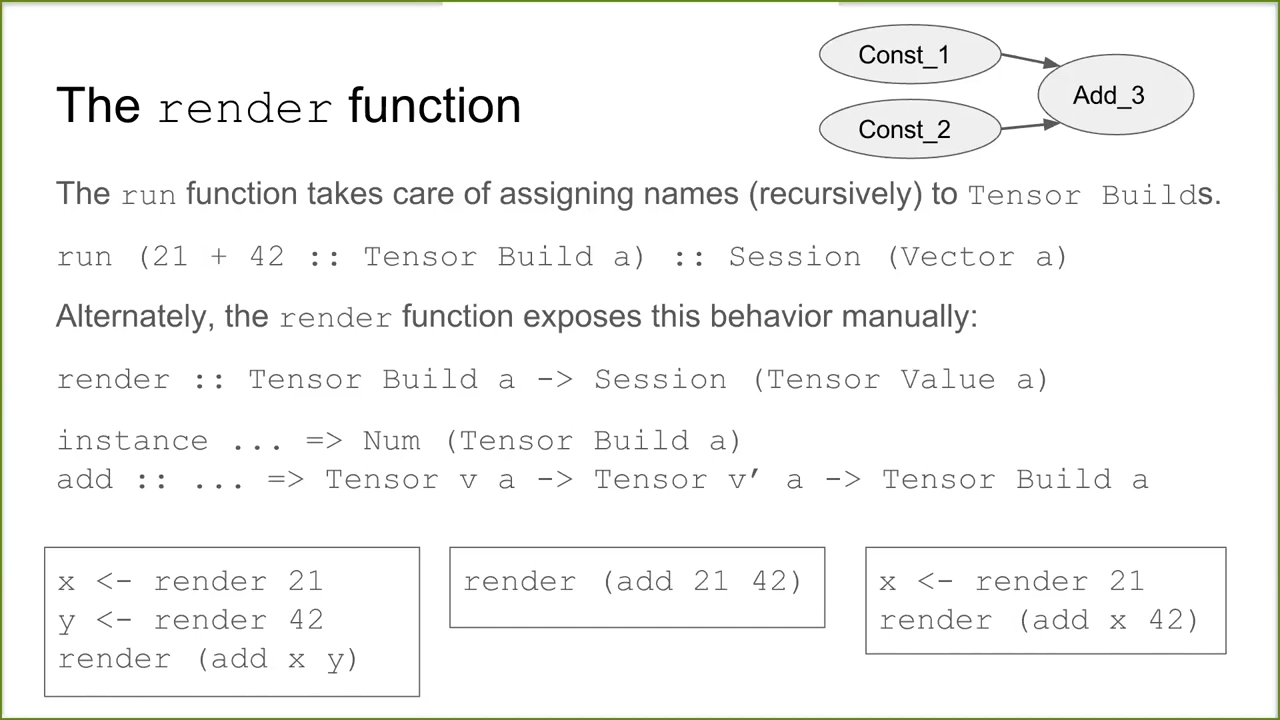 Const_1
Const_2
Add_3
The render function
The run function takes care of assigning names (recursively) to Tensor Builds.
run (21 + 42 :: Tensor Build a) :: Session (Vector a)
Alternately, the render function exposes this behavior manually:
render :: Tensor Build a -> Session (Tensor Value a)
instance ... => Num (Tensor Build a)
add :: ... => Tensor v a -> Tensor v’ a -> Tensor Build a
x <- render 21
y <- render 42
render (add x y)
render (add 21 42)
x <- render 21
render (add x 42)